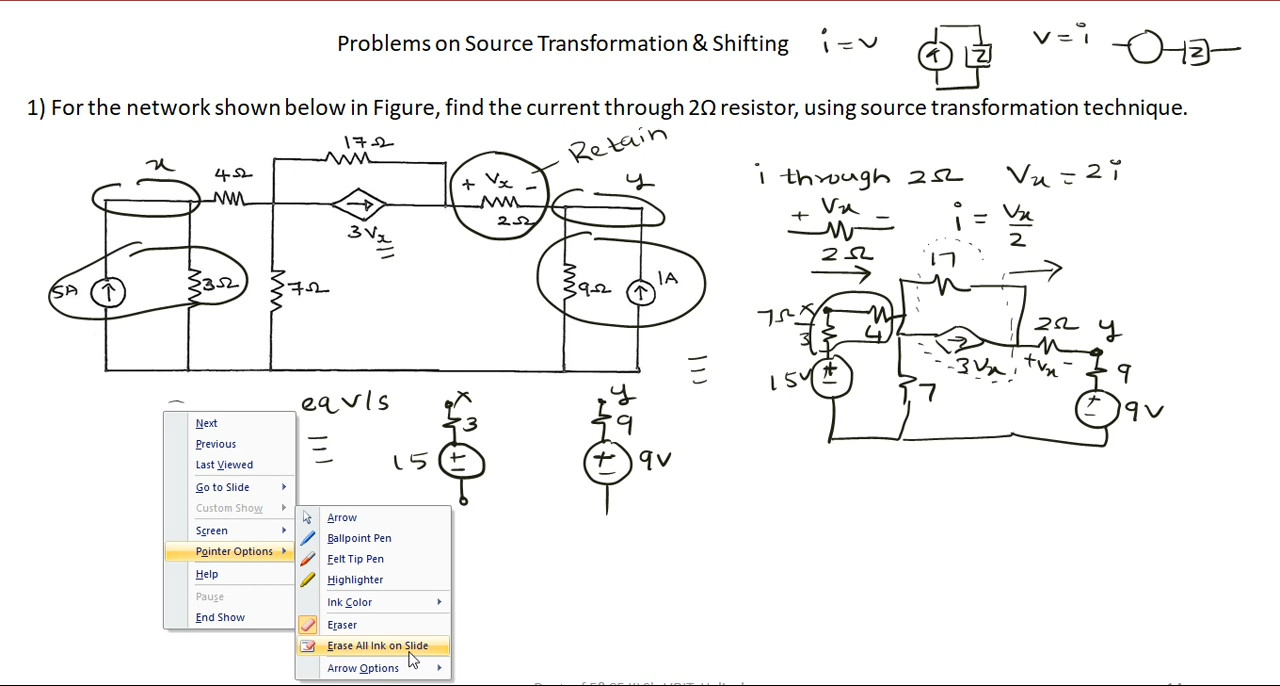 Problems on Source Transformation & Shifting
i = v
Z
v = i
Z
1) For the network shown below in Figure, find the current through 2Ω resistor, using source transformation technique.
x
4Ω
17Ω
+ Vx -
2Ω
Retain
y
3Vx
5A
3Ω
7Ω
9Ω
1A
i through 2Ω
Vx = 2i
+ Vx -
2Ω
i = Vx
2
17
7Ω
x
3
4
3Vx
2Ω
+Vx-
y
9
15V
7
9V
≡
eqvls
≡
x
3
15
+
-
y
9
+
-
9V
Next
Previous
Last Viewed
Go to Slide
Custom Show
Screen
Pointer Options
Help
Pause
End Show
Arrow
Ballpoint Pen
Felt Tip Pen
Highlighter
Ink Color
Eraser
Erase All Ink on Slide
Arrow Options